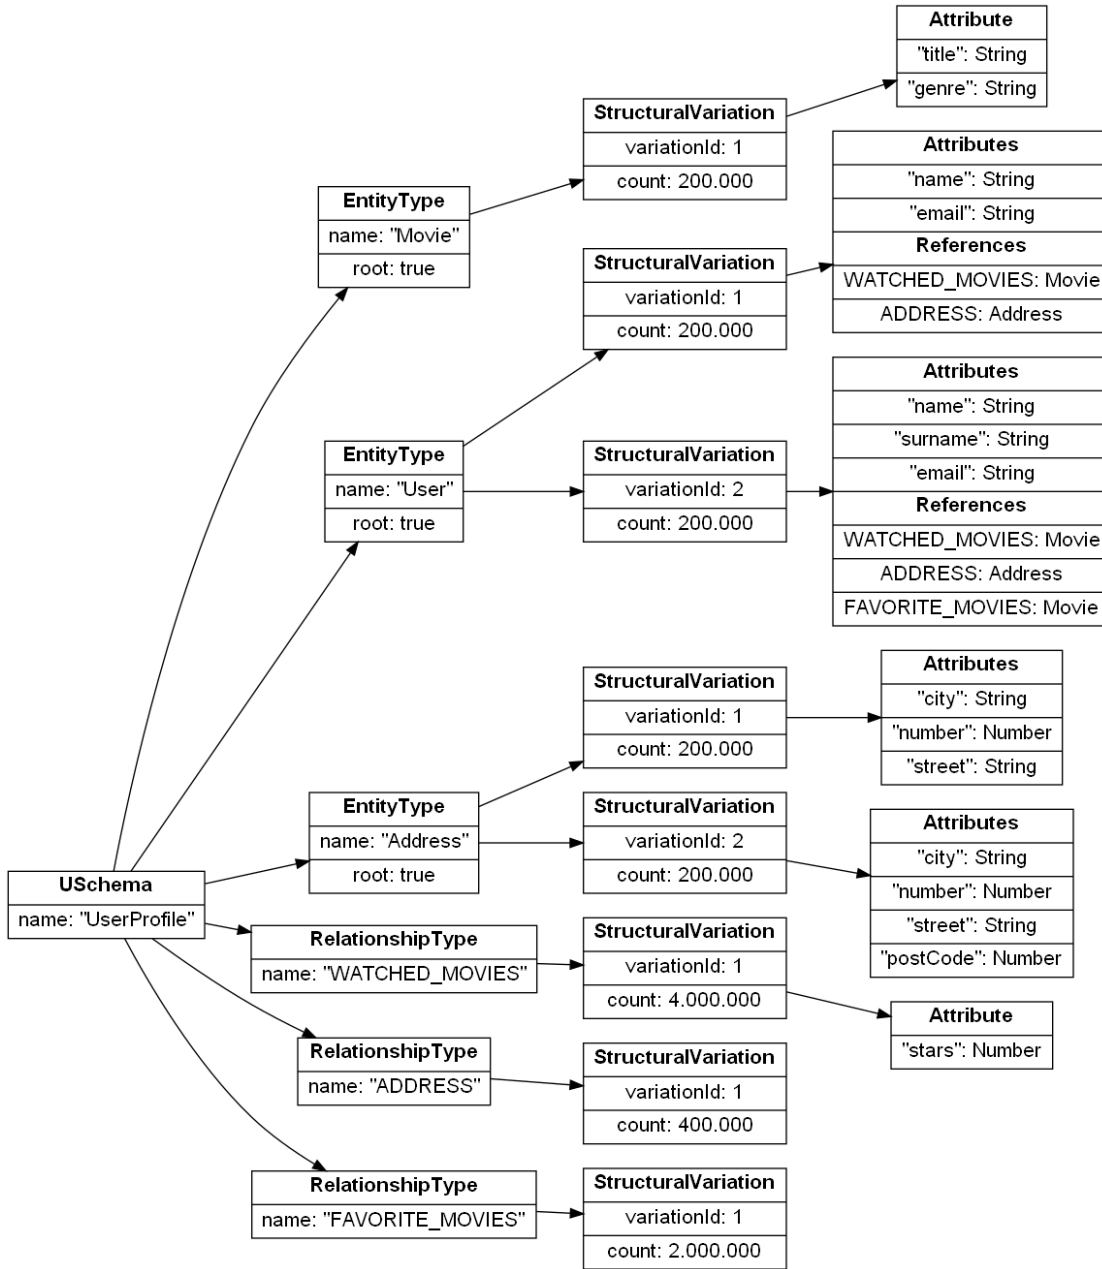 USchema
name: "UserProfile"
EntityType
name: "Movie"
root: true
StructuralVariation
variationId: 1
count: 200.000
Attribute
"title": String
"genre": String
EntityType
name: "User"
root: true
StructuralVariation
variationId: 1
count: 200.000
Attributes
"name": String
"email": String
References
WATCHED_MOVIES: Movie
ADDRESS: Address
StructuralVariation
variationId: 2
count: 200.000
Attributes
"name": String
"surname": String
"email": String
References
WATCHED_MOVIES: Movie
ADDRESS: Address
FAVORITE_MOVIES: Movie
EntityType
name: "Address"
root: true
StructuralVariation
variationId: 1
count: 200.000
Attributes
"city": String
"number": Number
"street": String
StructuralVariation
variationId: 2
count: 200.000
Attributes
"city": String
"number": Number
"street": String
"postCode": Number
RelationshipType
name: "WATCHED_MOVIES"
StructuralVariation
variationId: 1
count: 4.000.000
Attribute
"stars": Number
RelationshipType
name: "ADDRESS"
StructuralVariation
variationId: 1
count: 400.000
RelationshipType
name: "FAVORITE_MOVIES"
StructuralVariation
variationId: 1
count: 2.000.000